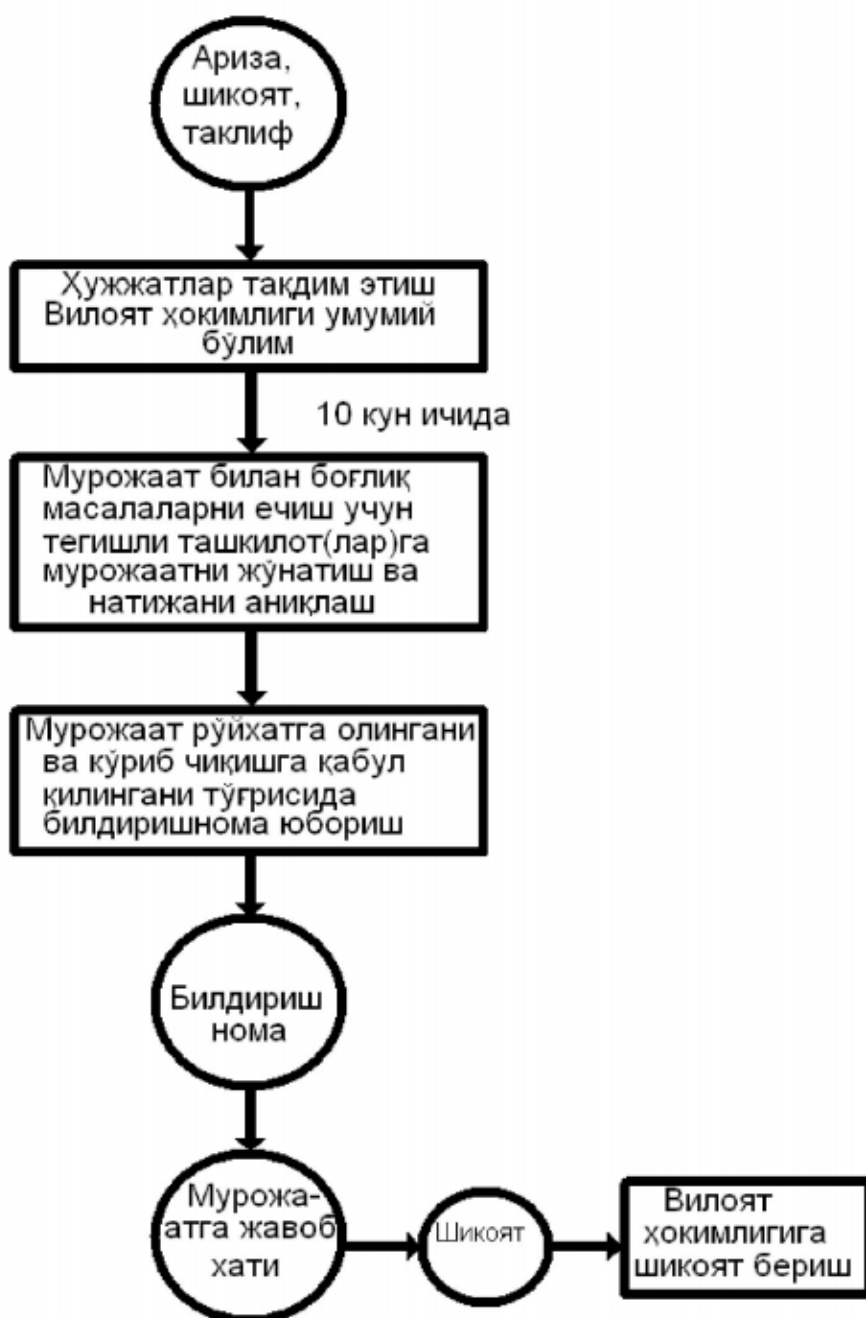 Ариза,
шикоят,
таклиф
Ҳужжатлар тақдим этиш
Вилоят ҳокимлиги умумий
бўлим
10 кун ичида
Мурожаат билан боғлиқ
масалаларни ечиш учун
тегишли ташкилот(лар)га
мурожаатни жўнатиш ва
натижани аниқлаш
Мурожаат рўйхатга олингани
ва кўриб чиқишга қабул
қилингани тўғрисида
билдиришнома юбориш
Билдириш
нома
Мурожа-
атга жавоб
хати
Шикоят
Вилоят
ҳокимлигига
шикоят бериш